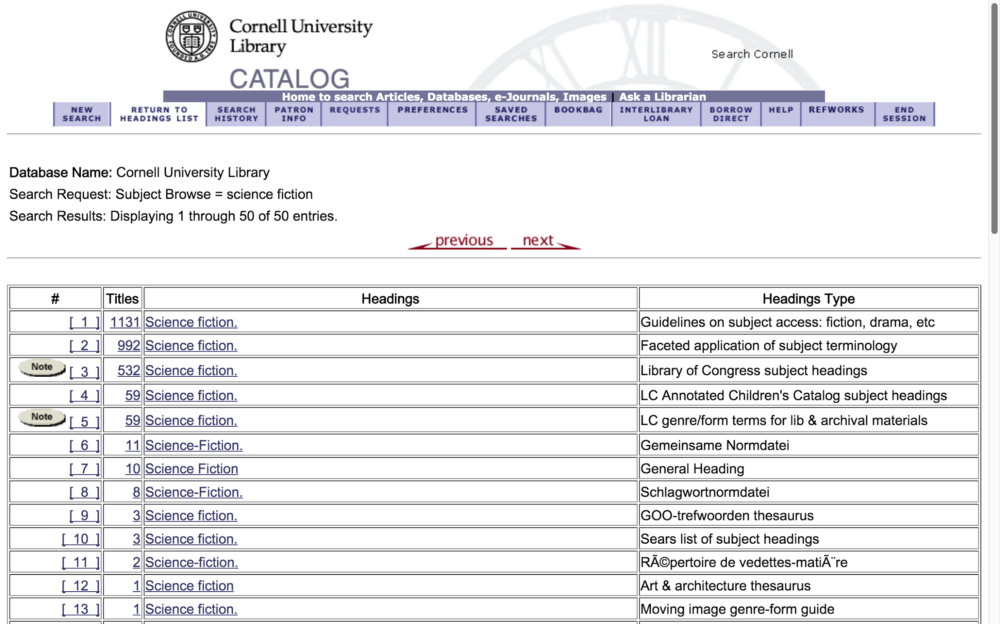 Cornell University
Library
CATALOG
Search Cornell
Home to search Articles, Databases, e-Journals, Images | Ask a Librarian
NEW SEARCH RETURN TO HEADINGS LIST SEARCH HISTORY PATRON INFO REQUESTS PREFERENCES SAVED SEARCHES BOOKBAG INTERLIBRARY LOAN BORROW DIRECT HELP REFWORKS END SESSION
Database Name: Cornell University Library
Search Request: Subject Browse = science fiction
Search Results: Displaying 1 through 50 of 50 entries.
previous next
# Titles Headings Headings Type
[ 1 ] 1131 Science fiction. Guidelines on subject access: fiction, drama, etc
[ 2 ] 992 Science fiction. Faceted application of subject terminology
Note [ 3 ] 532 Science fiction. Library of Congress subject headings
[ 4 ] 59 Science fiction. LC Annotated Children's Catalog subject headings
Note [ 5 ] 59 Science fiction. LC genre/form terms for lib & archival materials
[ 6 ] 11 Science-Fiction. Gemeinsame Normdatei
[ 7 ] 10 Science Fiction General Heading
[ 8 ] 8 Science-Fiction. Schlagwortnormdatei
[ 9 ] 3 Science fiction. GOO-trefwoorden thesaurus
[ 10 ] 3 Science fiction. Sears list of subject headings
[ 11 ] 2 Science-fiction. RÃ©pertoire de vedettes-matiÃ¨re
[ 12 ] 1 Science fiction Art & architecture thesaurus
[ 13 ] 1 Science fiction. Moving image genre-form guide
CORNELL UNIVERSITY
FOUNDED A.D. 1865